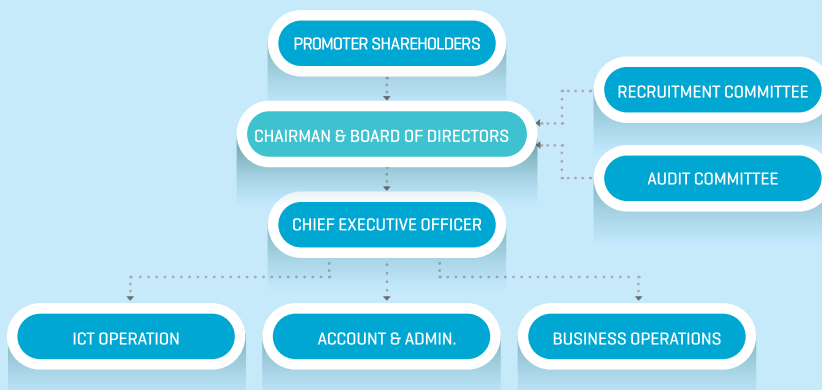 PROMOTER SHAREHOLDERS
RECRUITMENT COMMITTEE
CHAIRMAN & BOARD OF DIRECTORS
AUDIT COMMITTEE
CHIEF EXECUTIVE OFFICER
ICT OPERATION
ACCOUNT & ADMIN.
BUSINESS OPERATIONS